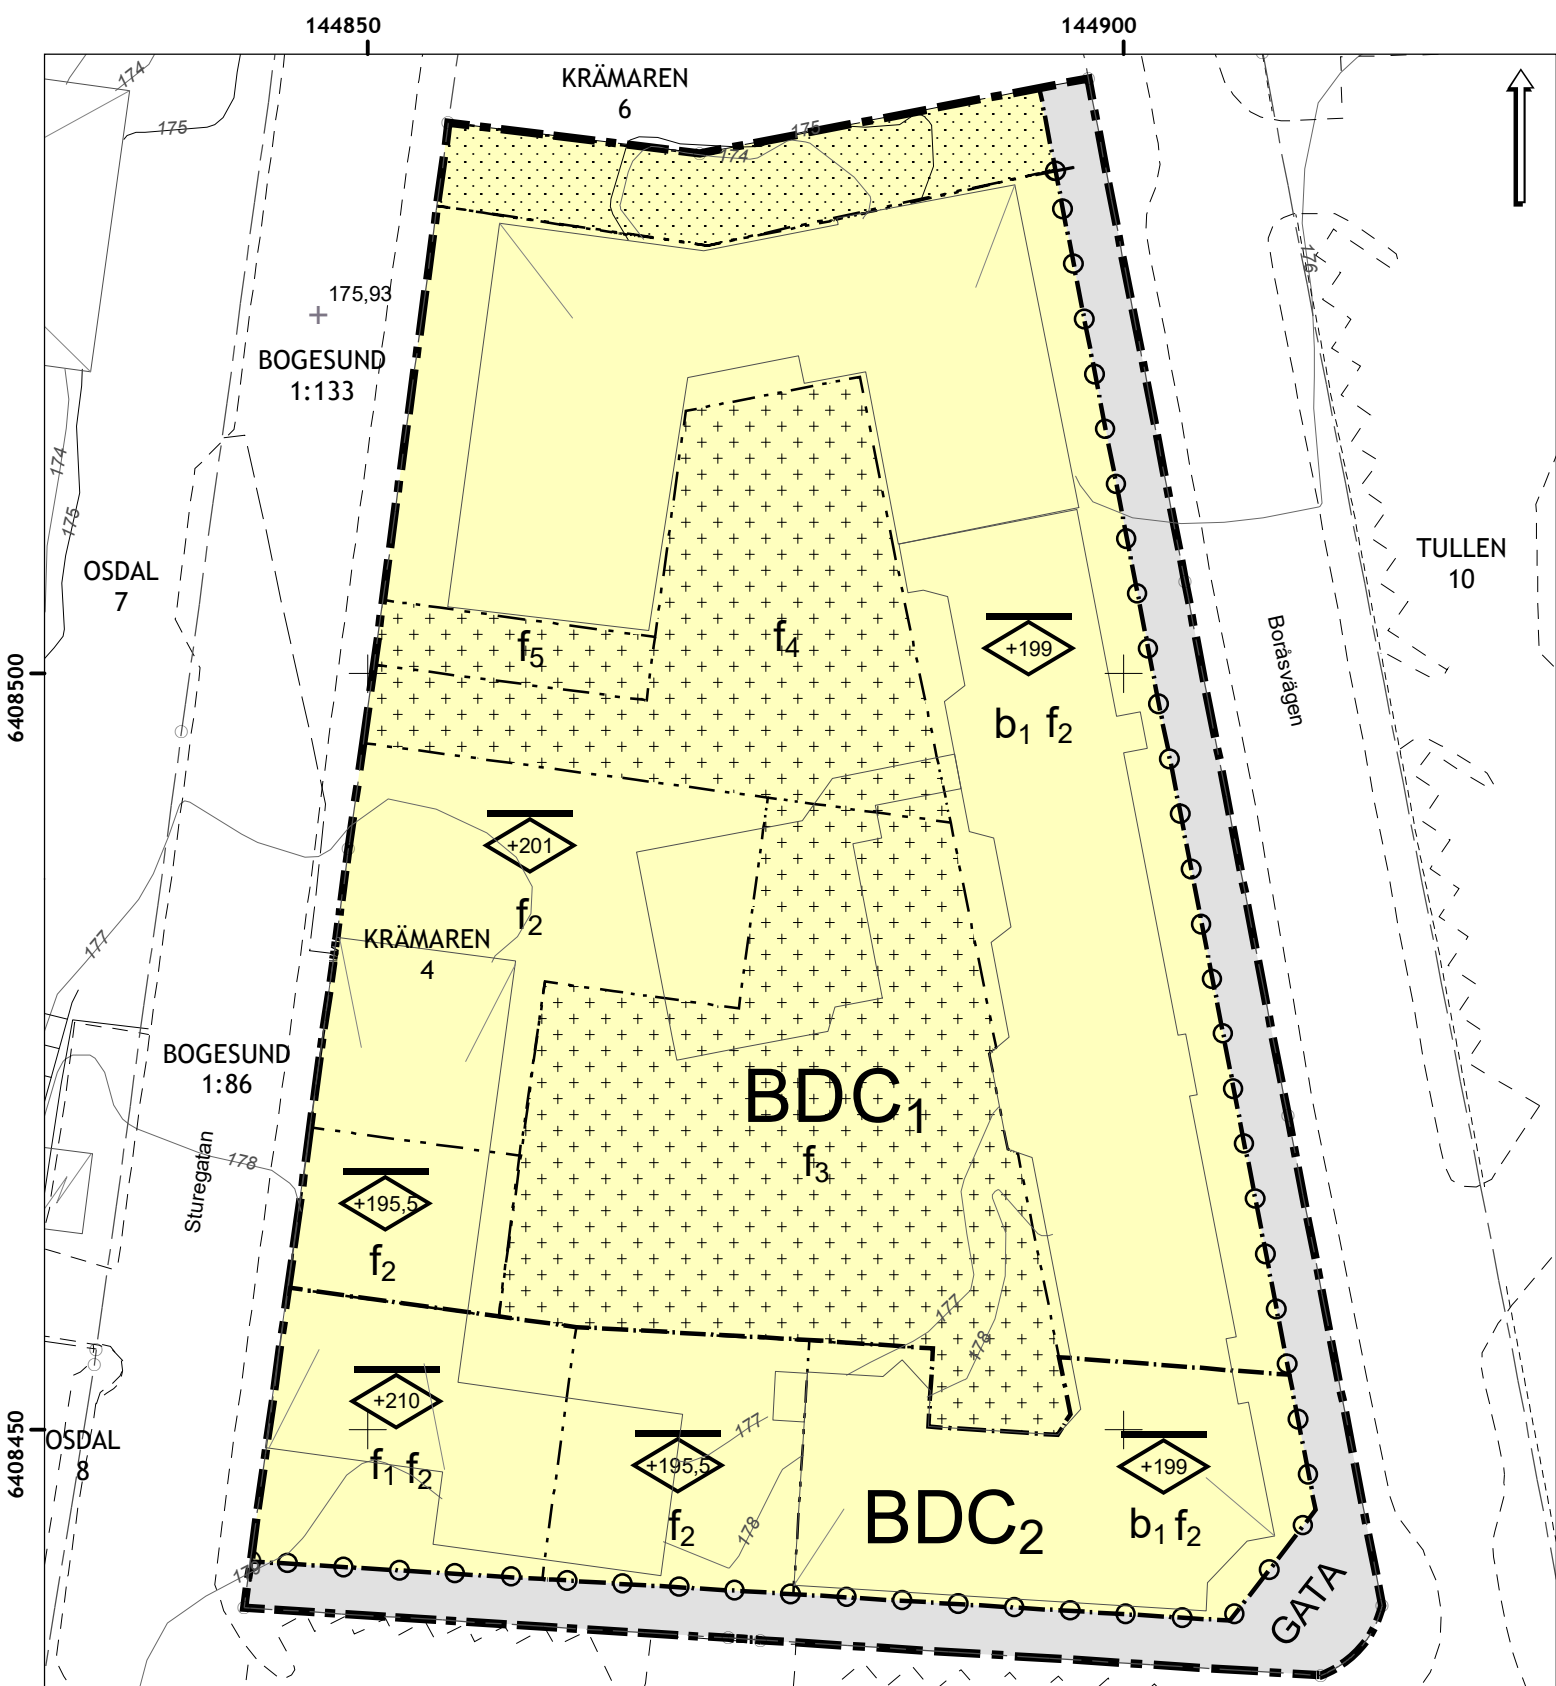 144850
144900
KRÄMAREN
6
174
175
175
174
175,93
BOGESUND
1:133
176
174
175
OSDAL
7
TULLEN
10
f5
f4
+199
b1 f2
Boråsvägen
6408500
+201
f2
KRÄMAREN
4
177
BOGESUND
1:86
BDC1
f3
178
Sturegatan
+195,5
f2
177
178
+210
f1 f2
6408450
OSDAL
8
177
+195,5
f2
178
BDC2
+199
b1 f2
179
GATA